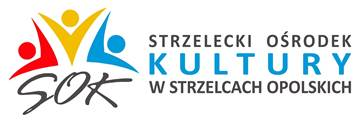 SOK
STRZELECKI OŚRODEK
KULTURY
W STRZELCACH OPOLSKICH